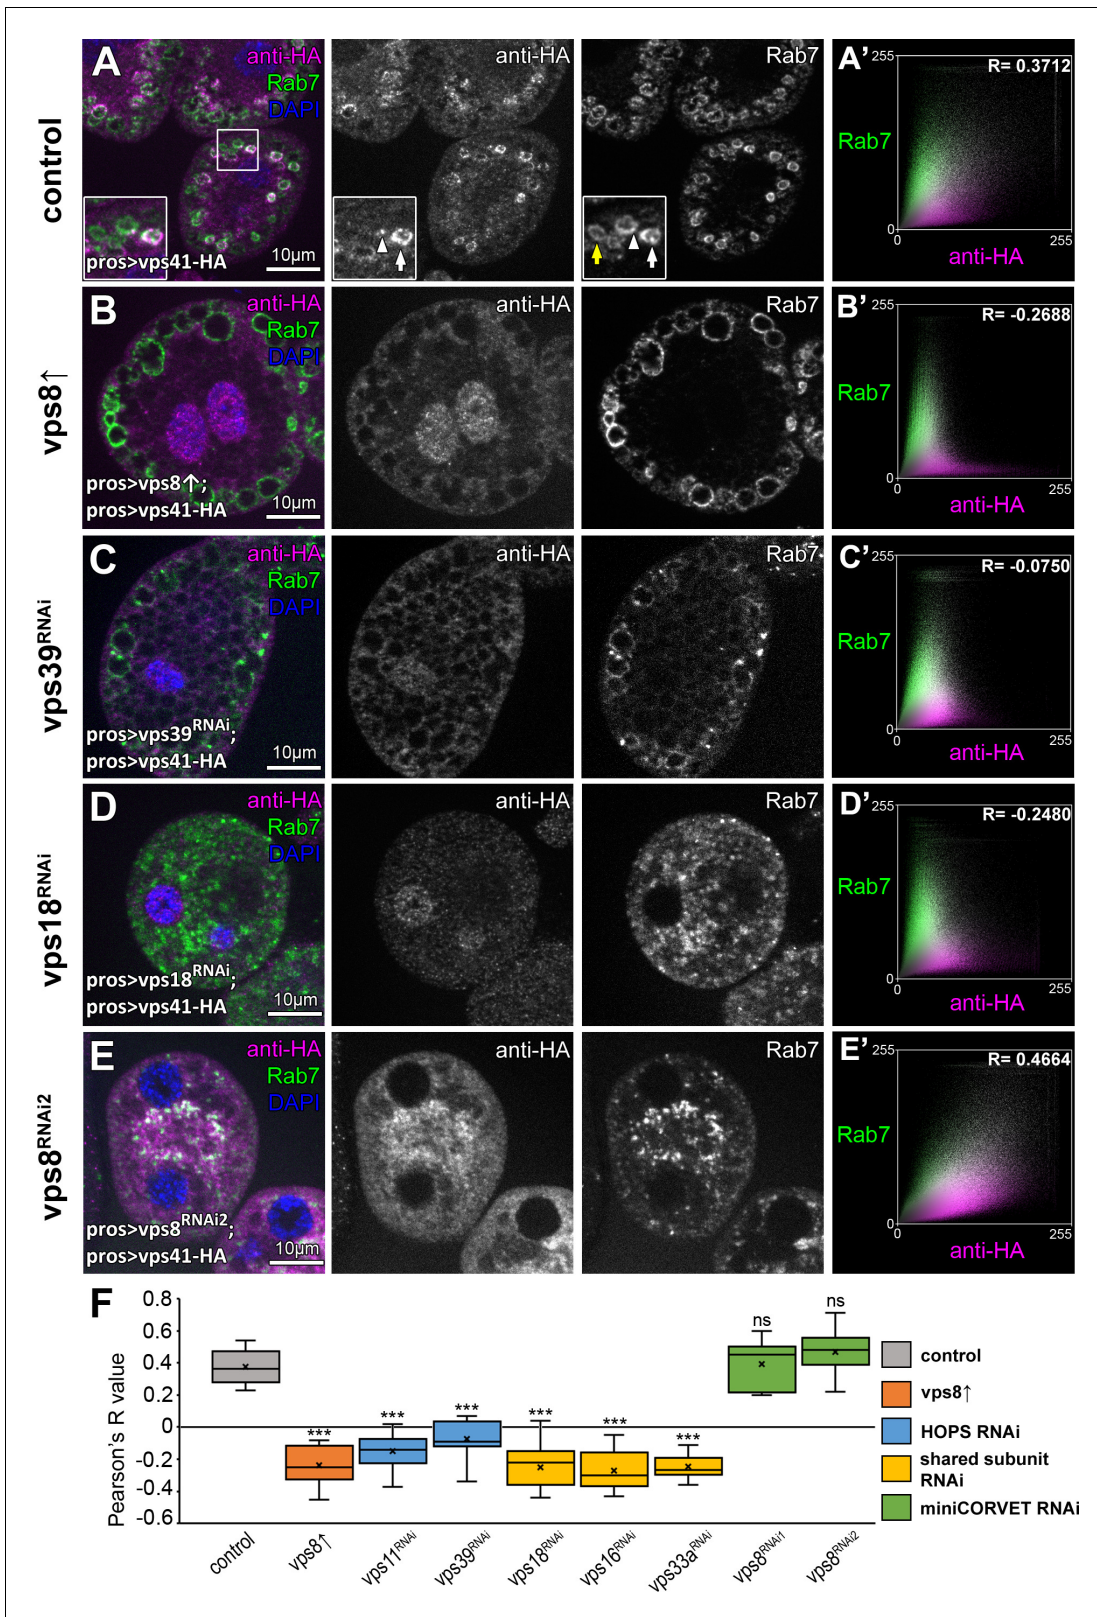 control
A
anti-HA
Rab7
DAPI
pros>vps41-HA
10µm
anti-HA
Rab7
A'
255
R= 0.3712
Rab7
0
255
anti-HA
vps8↑
B
anti-HA
Rab7
DAPI
pros>vps8↑;
pros>vps41-HA
10µm
anti-HA
Rab7
B'
255
R= -0.2688
Rab7
0
255
anti-HA
vps39RNAi
C
anti-HA
Rab7
DAPI
pros>vps39RNAi;
pros>vps41-HA
10µm
anti-HA
Rab7
C'
255
R= -0.0750
Rab7
0
255
anti-HA
vps18RNAi
D
anti-HA
Rab7
DAPI
pros>vps18RNAi;
pros>vps41-HA
10µm
anti-HA
Rab7
D'
255
R= -0.2480
Rab7
0
255
anti-HA
vps8RNAi2
E
anti-HA
Rab7
DAPI
pros>vps8RNAi2;
pros>vps41-HA
10µm
anti-HA
Rab7
E'
255
R= 0.4664
Rab7
0
255
anti-HA
F
Pearson's R value
0.8
0.6
0.4
0.2
0
-0.2
-0.4
-0.6
***
***
***
***
***
***
ns
ns
control
vps8↑
vps11RNAi
vps39RNAi
vps18RNAi
vps16RNAi
vps33aRNAi
vps8RNAi1
vps8RNAi2
control
vps8↑
HOPS RNAi
shared subunit
RNAi
miniCORVET RNAi